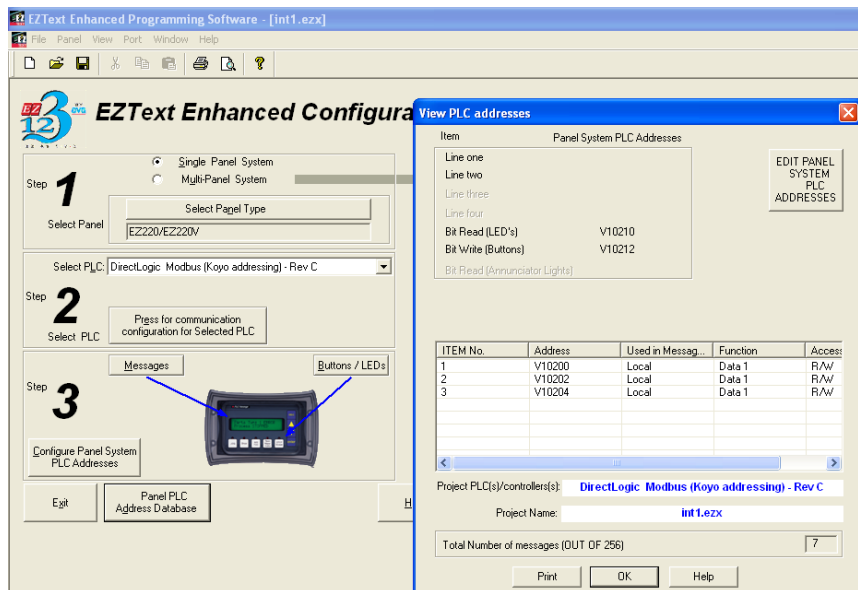 EZText Enhanced Programming Software - [int1.ezx]
File Panel View Port Window Help
EZ
3
12
EZText Enhanced Configura
Step 1
Select Panel
Single Panel System
Multi-Panel System
Select Panel Type
EZ220/EZ220V
Select PLC: DirectLogic Modbus (Koyo addressing) - Rev C
Step 2
Select PLC
Press for communication
configuration for Selected PLC
Step 3
Messages
Buttons / LEDs
Configure Panel System
PLC Addresses
Exit
Panel PLC
Address Database
H
View PLC addresses
Item Panel System PLC Addresses
Line one
Line two
Line three
Line four
Bit Read (LED's) V10210
Bit Write (Buttons) V10212
Bit Read (Annunciator Lights)
EDIT PANEL
SYSTEM
PLC
ADDRESSES
ITEM No. Address Used in Messag... Function Access
1 V10200 Local Data 1 R/W
2 V10202 Local Data 1 R/W
3 V10204 Local Data 1 R/W
Project PLC(s)/controllers(s): DirectLogic Modbus (Koyo addressing) - Rev C
Project Name: int1.ezx
Total Number of messages (OUT OF 256) 7
Print OK Help